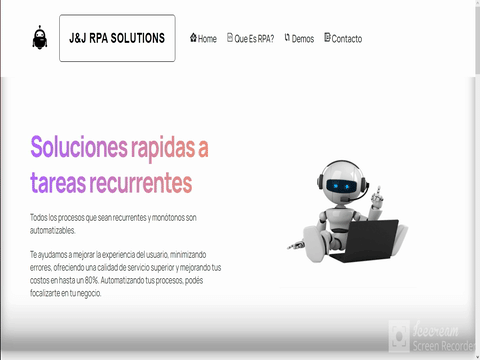 J&J RPA SOLUTIONS
Home
Que Es RPA?
Demos
Contacto
Soluciones rapidas a
tareas recurrentes
Todos los procesos que sean recurrentes y monótonos son
automatizables.
Te ayudamos a mejorar la experiencia del usuario, minimizando
errores, ofreciendo una calidad de servicio superior y mejorando tus
costos en hasta un 80%. Automatizando tus procesos, podés
focalizarte en tu negocio.
Icecream
Screen Recorder